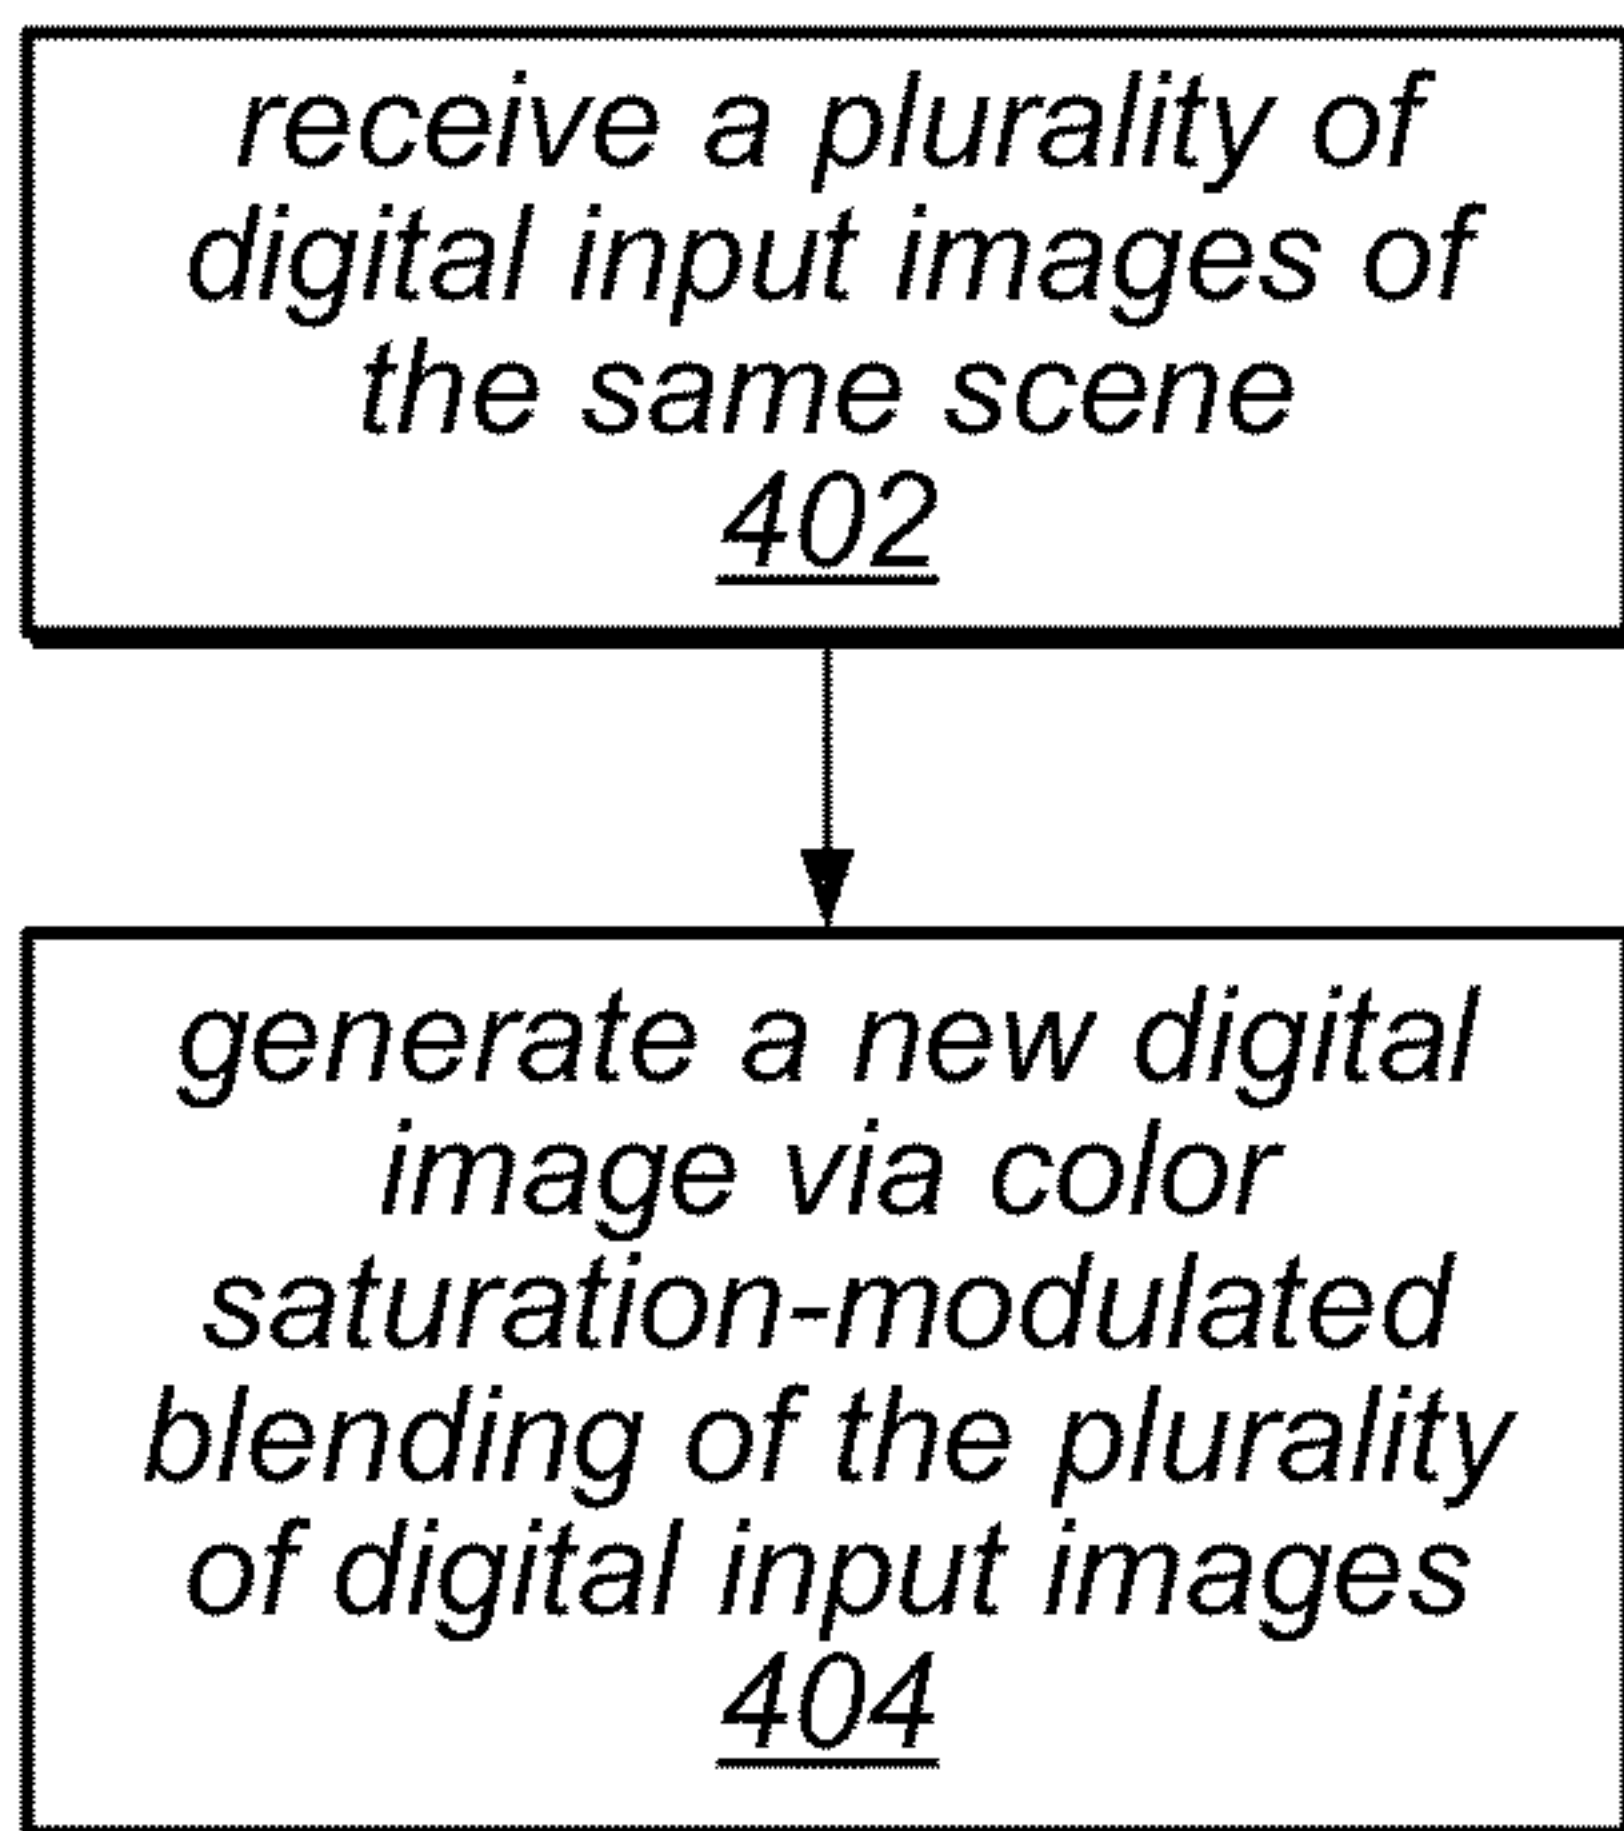 receive a plurality of
digital input images of
the same scene
402
generate a new digital
image via color
saturation-modulated
blending of the plurality
of digital input images
404